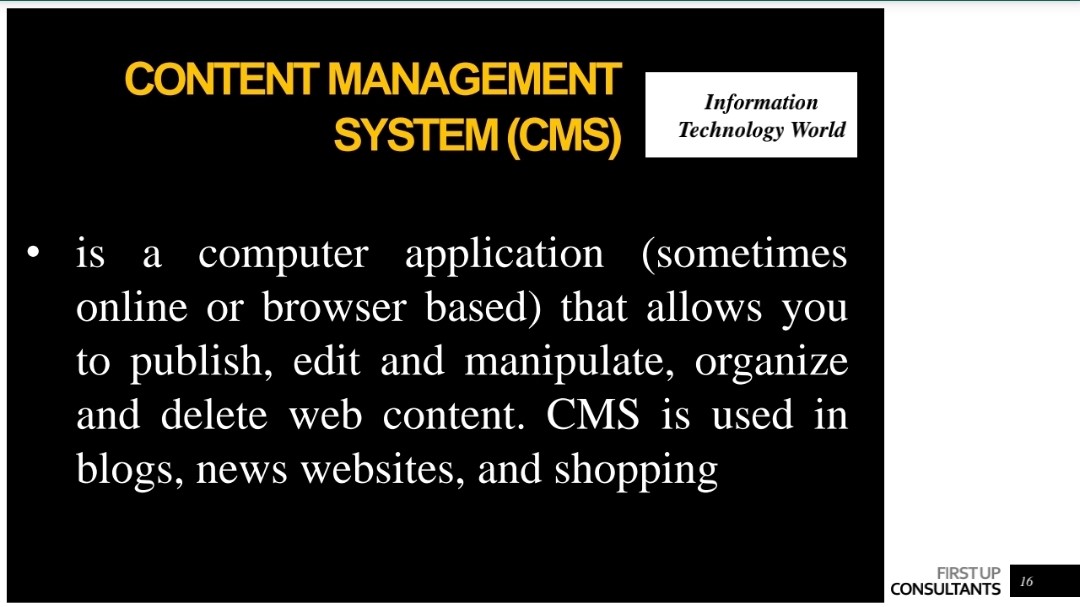 CONTENT MANAGEMENT
SYSTEM (CMS)
Information
Technology World
• is a computer application (sometimes
online or browser based) that allows you
to publish, edit and manipulate, organize
and delete web content. CMS is used in
blogs, news websites, and shopping
FIRST UP
CONSULTANTS
16